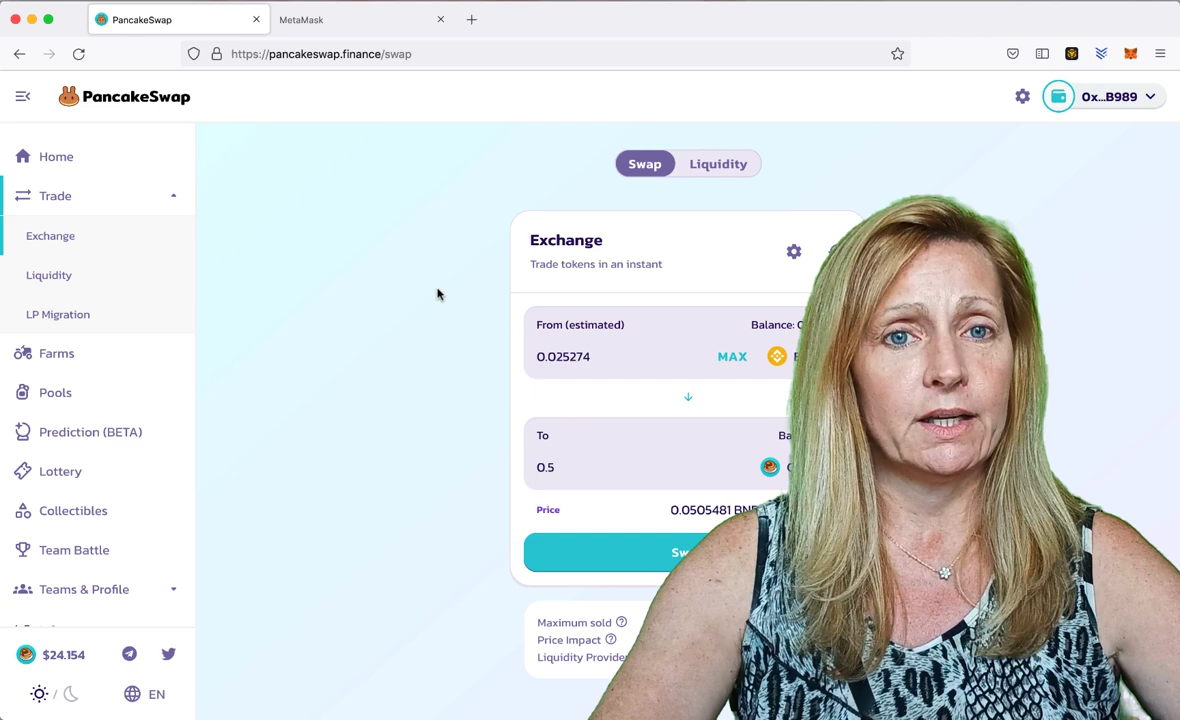 PancakeSwap
MetaMask
https://pancakeswap.finance/swap
PancakeSwap
0x...B989
Home
Trade
Exchange
Liquidity
LP Migration
Farms
Pools
Prediction (BETA)
Lottery
Collectibles
Team Battle
Teams & Profile
$24.154
/
EN
Swap
Liquidity
Exchange
Trade tokens in an instant
From (estimated)
Balance: 0
0.025274
MAX
To
0.5
Price
0.0505481
Maximum sold
Price Impact
Liquidity